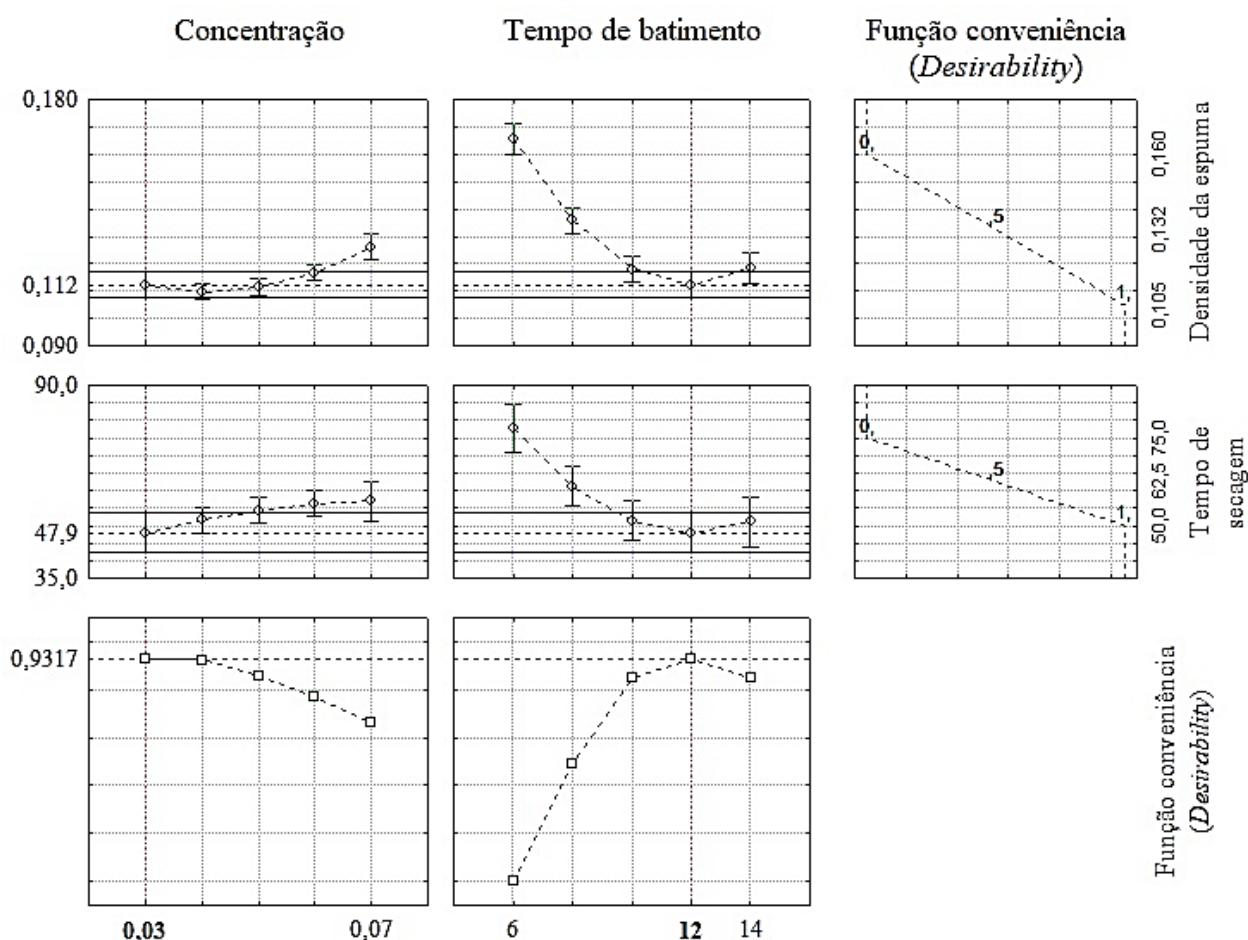 Concentração
Tempo de batimento
Função conveniência
(Desirability)
0,180
0,112
0,090
0,
5
1,
0,160
0,132
0,105
Densidade da espuma
90,0
47,9
35,0
0,
5
1,
75,0
62,5
50,0
Tempo de
secagem
0,9317
Função conveniência
(Desirability)
0,03
0,07
6
12
14